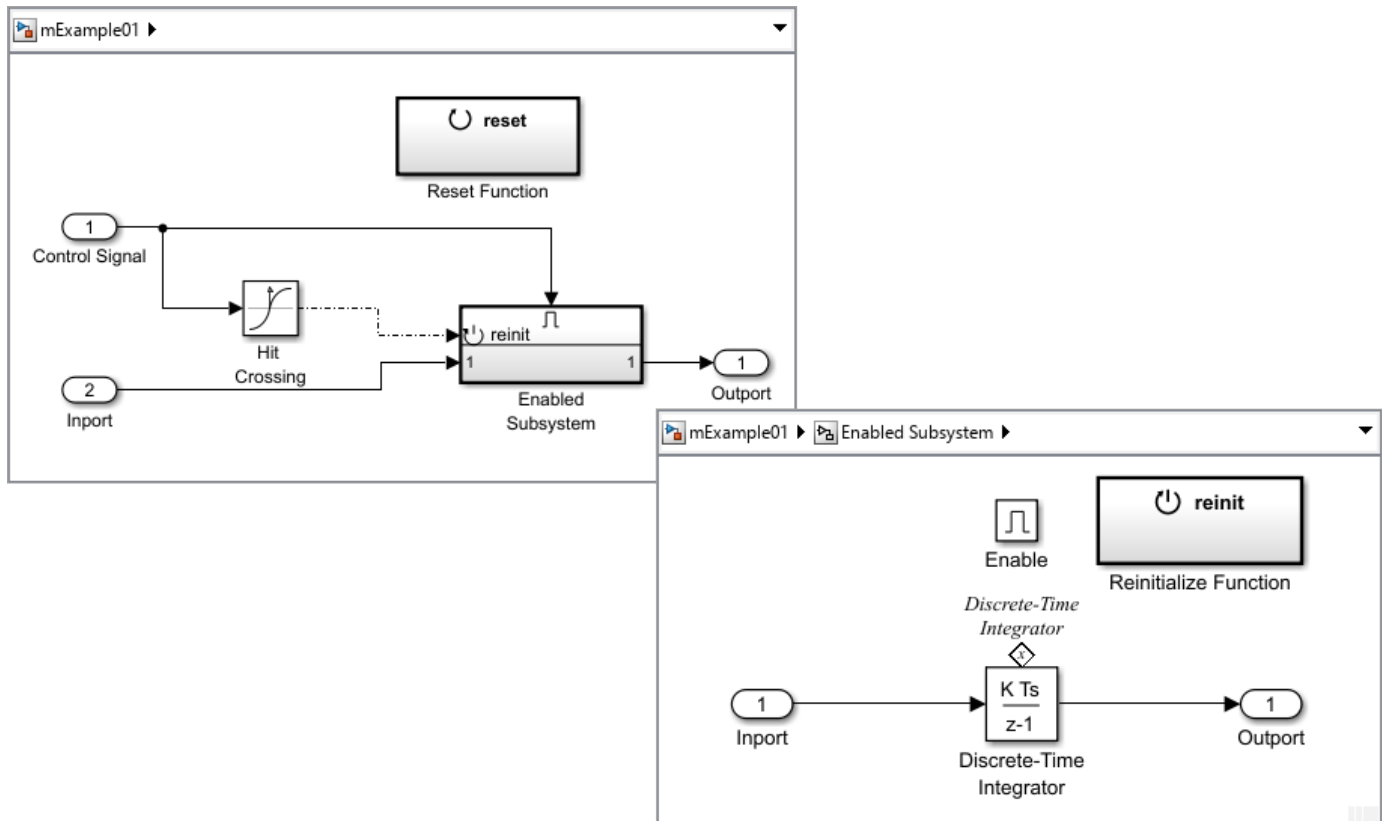 mExample01
reset
Reset Function
1
Control Signal
Hit
Crossing
reinit
1 1
Enabled
Subsystem
1
Outport
2
Inport
mExample01 Enabled Subsystem
Enable
reinit
Reinitialize Function
Discrete-Time
Integrator
x
1
Inport
K Ts
z-1
Discrete-Time
Integrator
1
Outport